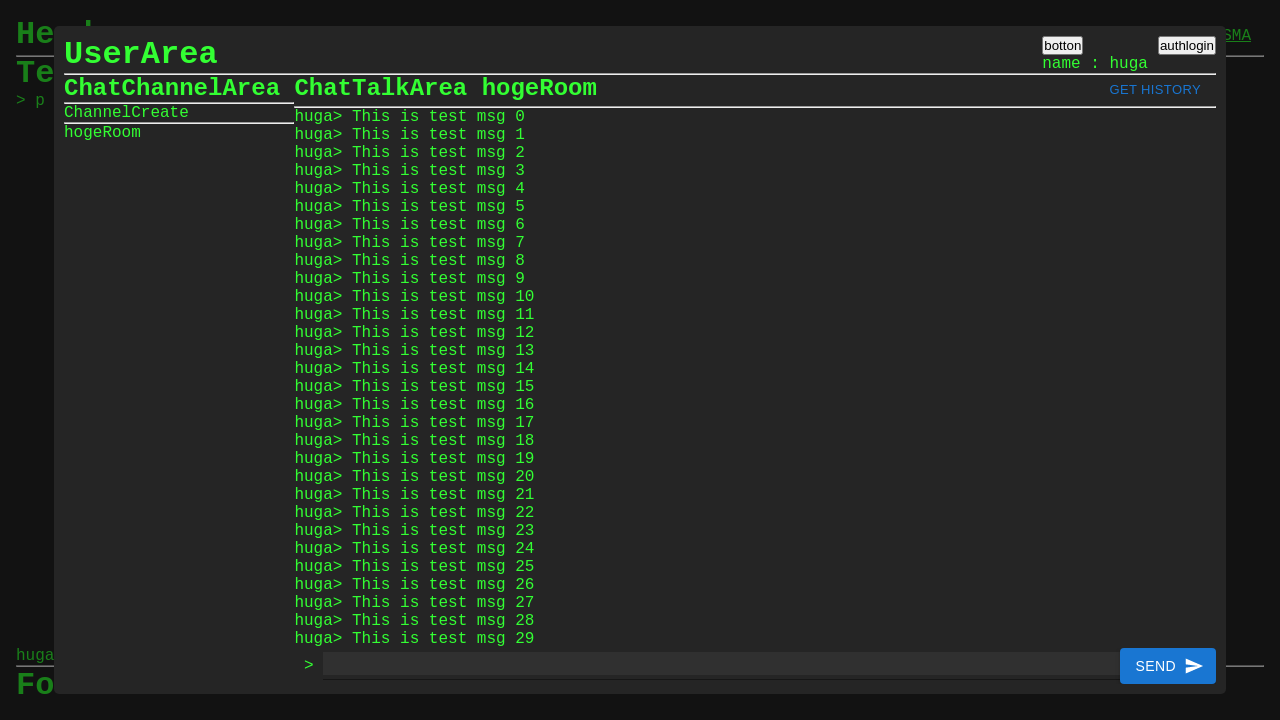 UserArea
botton authlogin
name : huga
ChatChannelArea
ChannelCreate
hogeRoom
ChatTalkArea hogeRoom
GET HISTORY
huga> This is test msg 0
huga> This is test msg 1
huga> This is test msg 2
huga> This is test msg 3
huga> This is test msg 4
huga> This is test msg 5
huga> This is test msg 6
huga> This is test msg 7
huga> This is test msg 8
huga> This is test msg 9
huga> This is test msg 10
huga> This is test msg 11
huga> This is test msg 12
huga> This is test msg 13
huga> This is test msg 14
huga> This is test msg 15
huga> This is test msg 16
huga> This is test msg 17
huga> This is test msg 18
huga> This is test msg 19
huga> This is test msg 20
huga> This is test msg 21
huga> This is test msg 22
huga> This is test msg 23
huga> This is test msg 24
huga> This is test msg 25
huga> This is test msg 26
huga> This is test msg 27
huga> This is test msg 28
huga> This is test msg 29
>
SEND
> p
huga